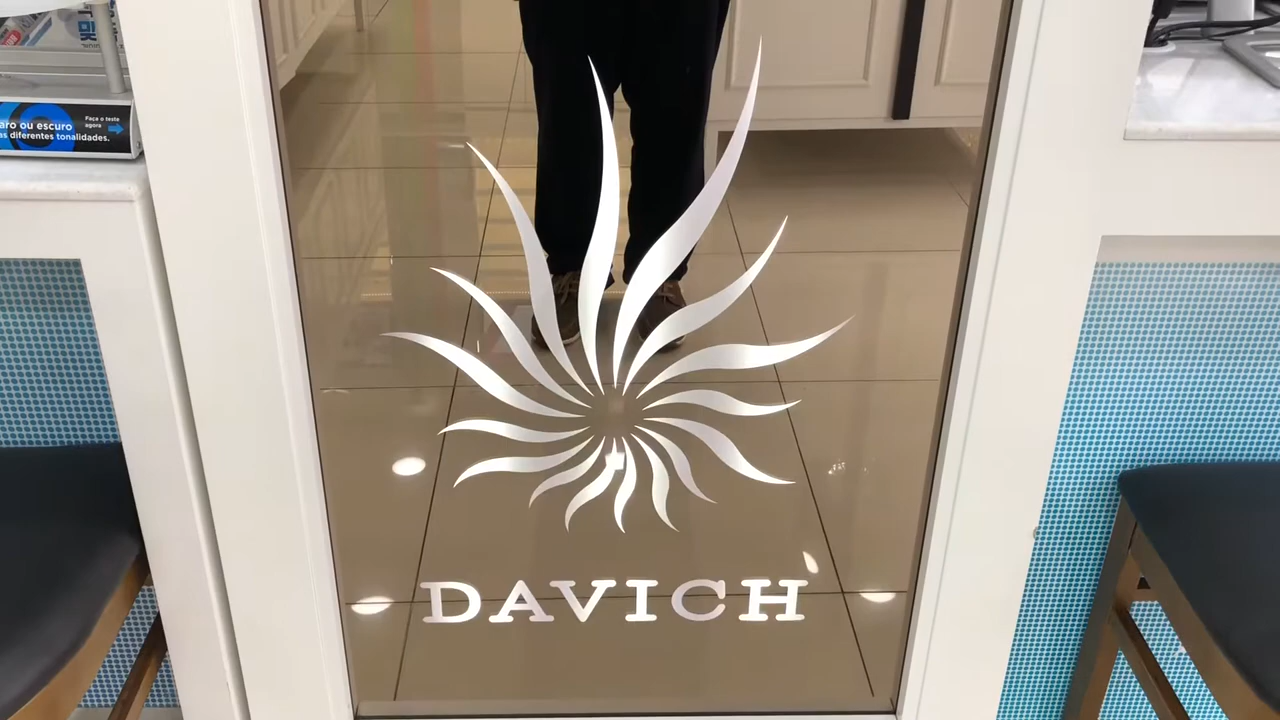 aro ou escuro
Faça o teste
agora
as diferentes tonalidades.
DAVICH